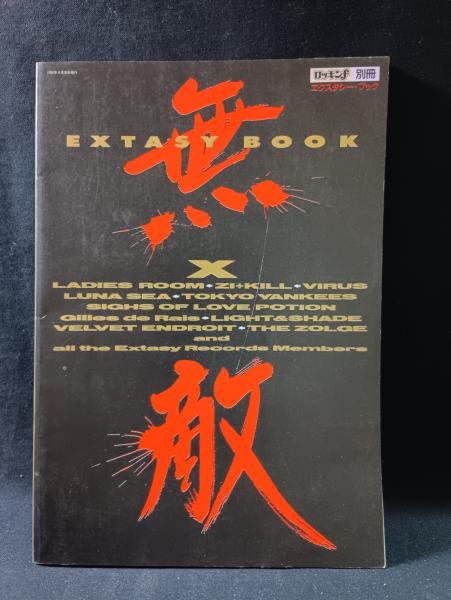 ロッキンf 別冊
エクスタシー・ブック
EXTASY BOOK
無
X
LADIES ROOM•ZI÷KILL•VIRUS
LUNA SEA•TOKYO YANKEES
SIGHS OF LOVE POTION
Gilles de Rais•LIGHT&SHADE
VELVET ENDROIT•THE ZOLGE
and
all the Extasy Records Members
敵